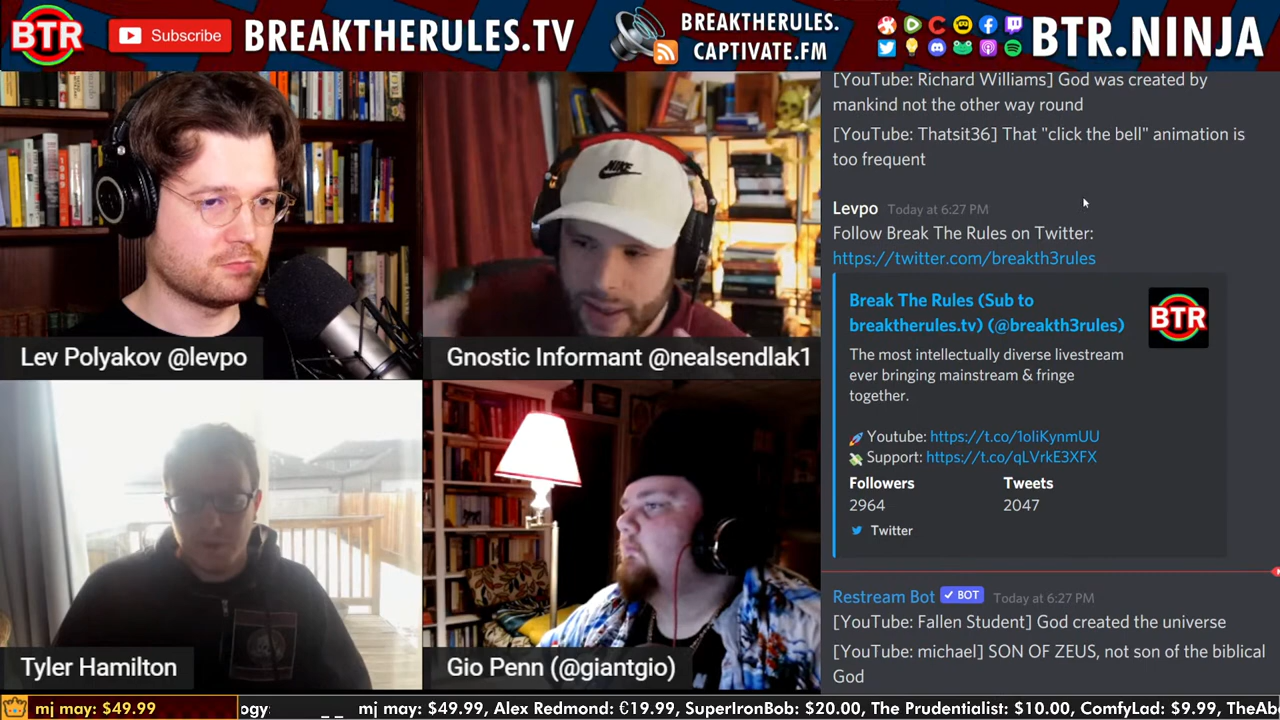 BTR
Subscribe
BREAKTHERULES.TV
BREAKTHERULES.
CAPTIVATE.FM
BTR.NINJA
[YouTube: Richard Williams] God was created by
mankind not the other way round
[YouTube: Thatsit36] That "click the bell" animation is
too frequent
Levpo Today at 6:27 PM
Follow Break The Rules on Twitter:
https://twitter.com/breakth3rules
Break The Rules (Sub to
breaktherules.tv) (@breakth3rules)
BTR
The most intellectually diverse livestream
ever bringing mainstream & fringe
together.
Youtube: https://t.co/1oIiKynmUU
Support: https://t.co/qLVrkE3XFX
Followers Tweets
2964 2047
Twitter
Restream Bot BOT Today at 6:27 PM
[YouTube: Fallen Student] God created the universe
[YouTube: michael] SON OF ZEUS, not son of the biblical
God
NIKE
Lev Polyakov @levpo
Gnostic Informant @nealsendlak1
Tyler Hamilton
Gio Penn (@giantgio)
mj may: $49.99
ogy: _ _ mj may: $49.99, Alex Redmond: €19.99, SuperIronBob: $20.00, The Prudentialist: $10.00, ComfyLad: $9.99, TheAb